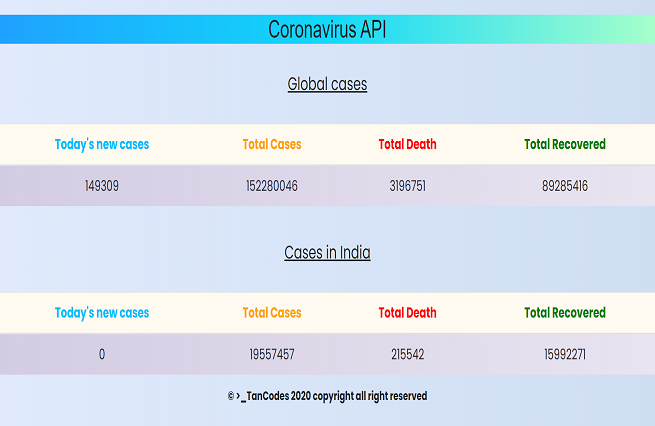 Coronavirus API
Global cases
Today's new cases Total Cases Total Death Total Recovered
149309 152280046 3196751 89285416
Cases in India
Today's new cases Total Cases Total Death Total Recovered
0 19557457 215542 15992271
© >_TanCodes 2020 copyright all right reserved